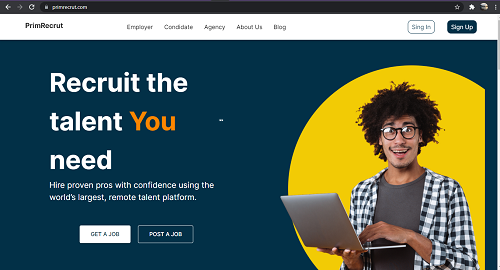 primrecrut.com
PrimRecrut Employer Candidate Agency About Us Blog Sing In Sign Up
Recruit the
talent You
need
Hire proven pros with confidence using the
world's largest, remote talent platform.
GET A JOB POST A JOB